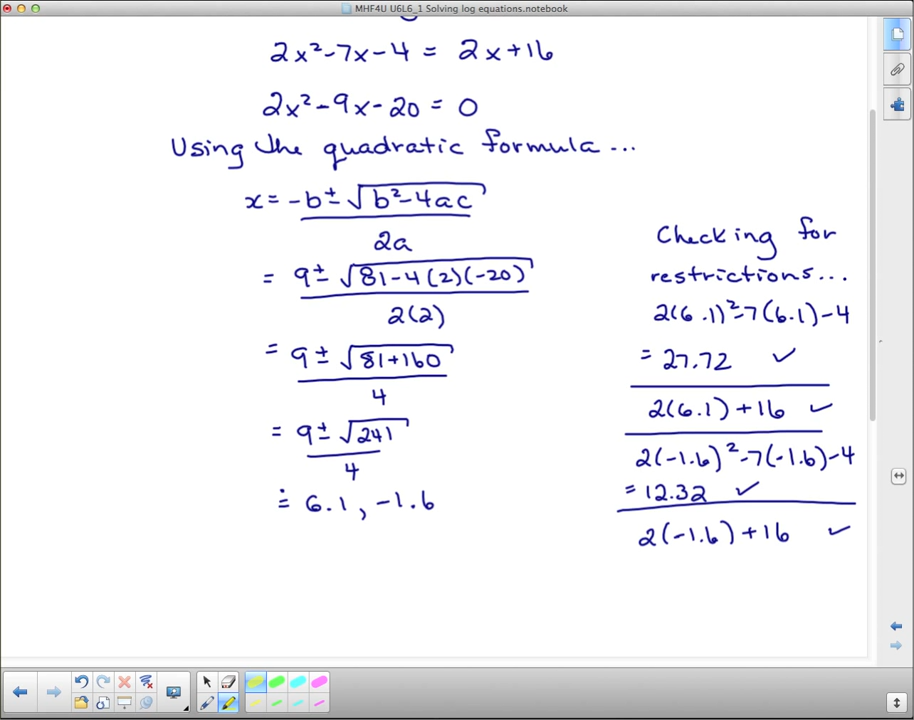 MHF4U U6L6_1 Solving log equations.notebook
2x²-7x-4 = 2x+16
2x²-9x-20 = 0
Using the quadratic formula ...
x = -b ± √(b²-4ac)
2a
= 9 ± √(81-4(2)(-20))
2(2)
= 9 ± √(81+160)
4
= 9 ± √241
4
≐ 6.1, -1.6
Checking for
restrictions...
2(6.1)²-7(6.1)-4
= 27.72 ✓
2(6.1)+16 ✓
2(-1.6)²-7(-1.6)-4
= 12.32 ✓
2(-1.6)+16 ✓